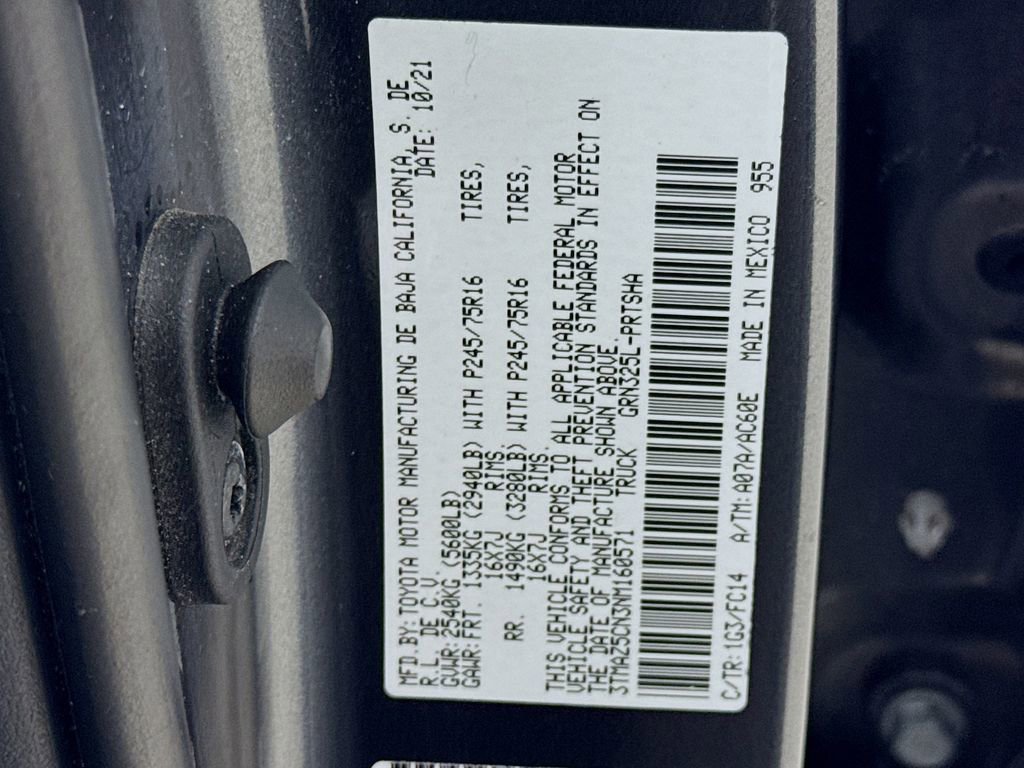 MFD.BY:TOYOTA MOTOR MANUFACTURING DE BAJA CALIFORNIA, S. DE
R.L. DE C.V. DATE: 10/21
GVWR:2540KG (5600LB)
GAWR:FRT. 1335KG (2940LB) WITH P245/75R16 TIRES,
16X7J RIMS.
RR. 1490KG (3280LB) WITH P245/75R16 TIRES,
16X7J RIMS.
THIS VEHICLE CONFORMS TO ALL APPLICABLE FEDERAL MOTOR
VEHICLE SAFETY AND THEFT PREVENTION STANDARDS IN EFFECT ON
THE DATE OF MANUFACTURE SHOWN ABOVE.
3TMAZ5CN3NM160571 TRUCK GRN325L-PRTSHA
C/TR:1G3/FC14 A/TM:A07A/AC60E MADE IN MEXICO 955